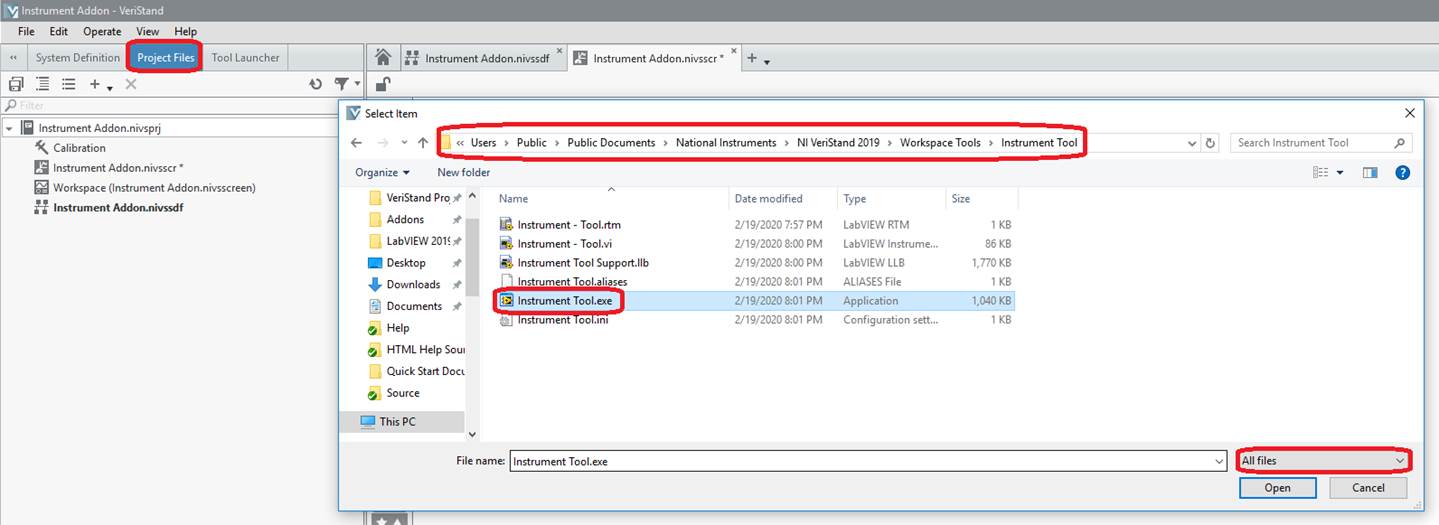 Instrument Addon - VeriStand
File Edit Operate View Help
System Definition Project Files Tool Launcher
Instrument Addon.nivssdf × Instrument Addon.nivsscr * ×
Filter
Instrument Addon.nivsprj
Calibration
Instrument Addon.nivsscr *
Workspace (Instrument Addon.nivsscreen)
Instrument Addon.nivssdf
Select Item
« Users > Public > Public Documents > National Instruments > NI VeriStand 2019 > Workspace Tools > Instrument Tool
Search Instrument Tool
Organize New folder
VeriStand Proj
Addons
LabVIEW 2019
Desktop
Downloads
Documents
Help
HTML Help Sour
Quick Start Docu
Source
This PC
Name Date modified Type Size
Instrument - Tool.rtm 2/19/2020 7:57 PM LabVIEW RTM 1 KB
Instrument - Tool.vi 2/19/2020 8:00 PM LabVIEW Instrume... 86 KB
Instrument Tool Support.llb 2/19/2020 8:00 PM LabVIEW LLB 1,770 KB
Instrument Tool.aliases 2/19/2020 8:01 PM ALIASES File 1 KB
Instrument Tool.exe 2/19/2020 8:01 PM Application 1,040 KB
Instrument Tool.ini 2/19/2020 8:01 PM Configuration sett... 1 KB
File name: Instrument Tool.exe All files
Open Cancel